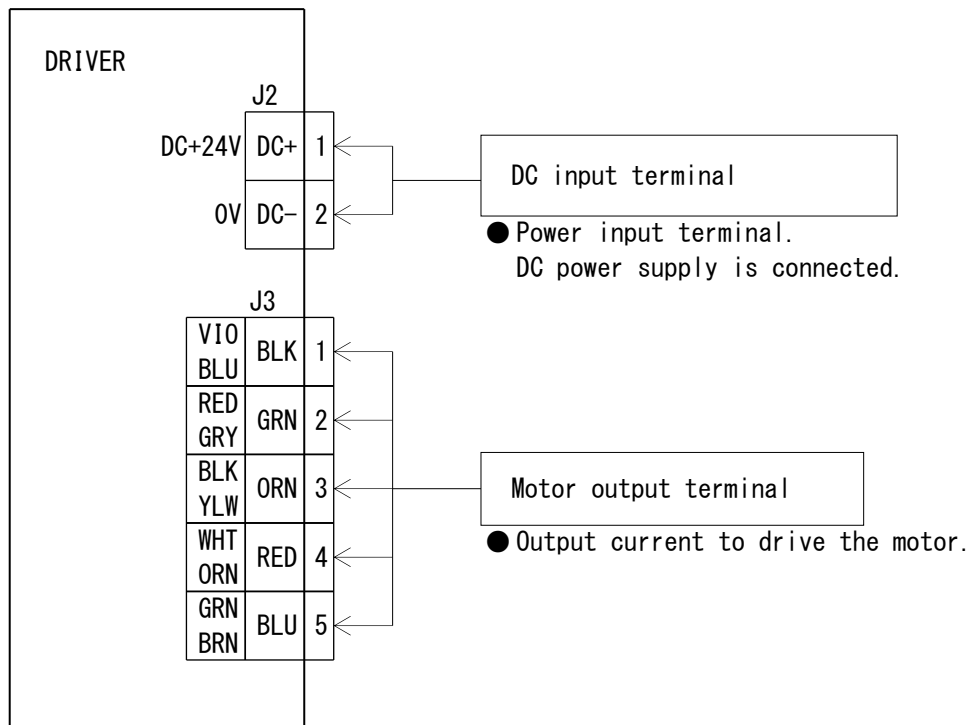 DRIVER
J2
DC+24V DC+ 1
0V DC- 2
DC input terminal
● Power input terminal.
DC power supply is connected.
J3
VIO
BLU
BLK 1
RED
GRY
GRN 2
BLK
YLW
ORN 3
WHT
ORN
RED 4
GRN
BRN
BLU 5
Motor output terminal
● Output current to drive the motor.